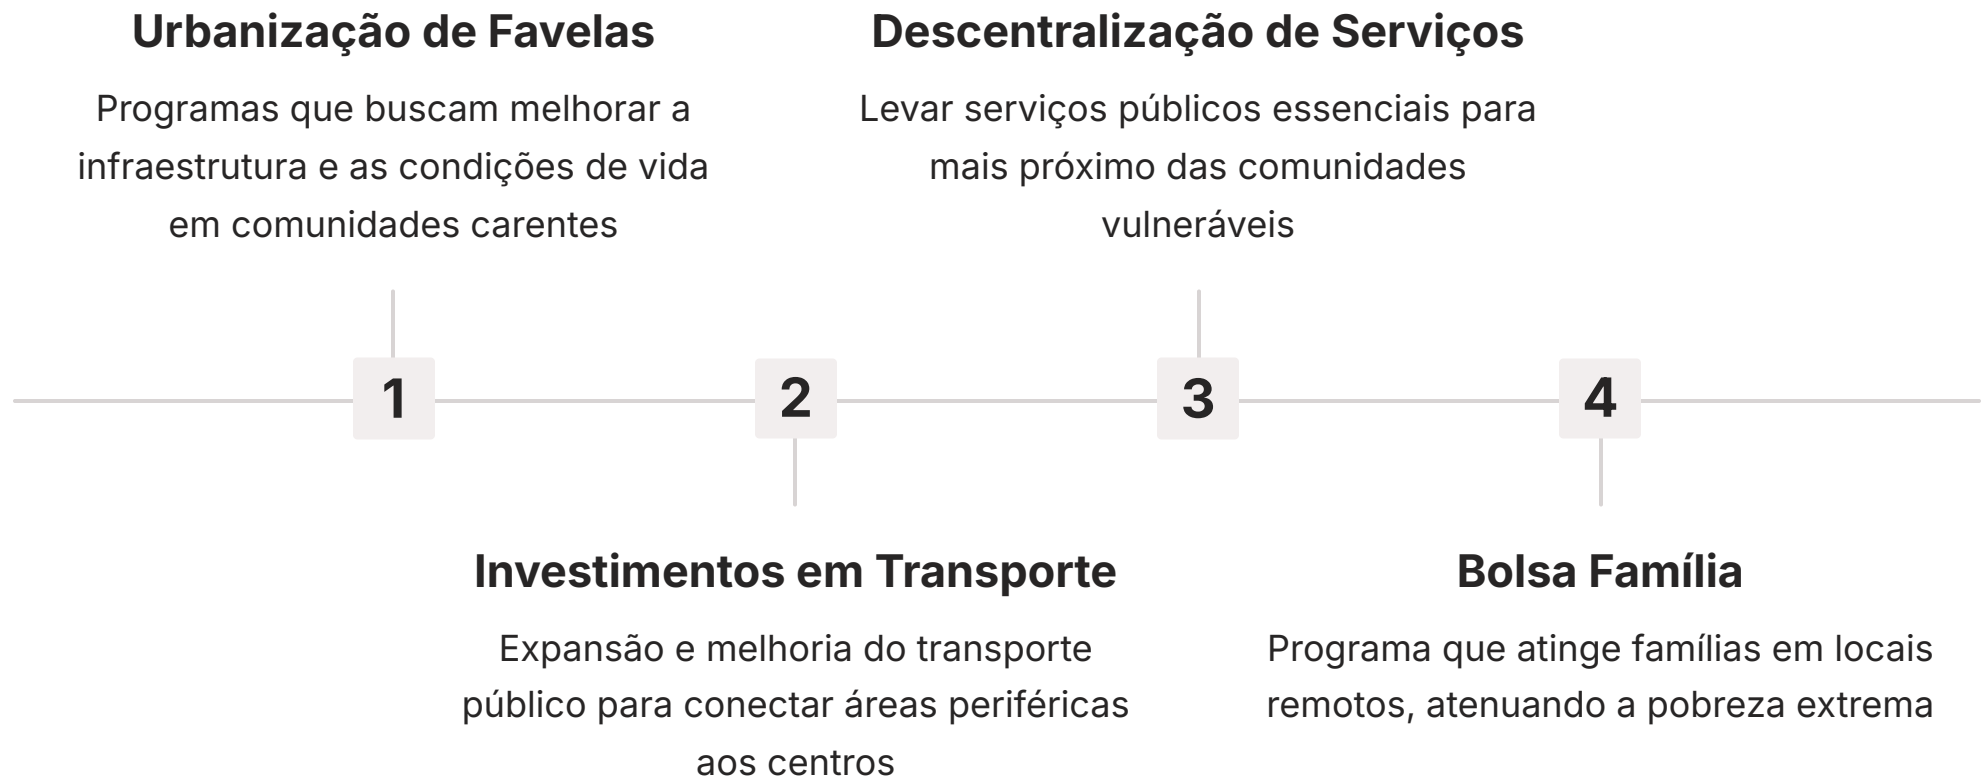 Urbanização de Favelas
Programas que buscam melhorar a
infraestrutura e as condições de vida
em comunidades carentes
Descentralização de Serviços
Levar serviços públicos essenciais para
mais próximo das comunidades
vulneráveis
1
2
3
4
Investimentos em Transporte
Expansão e melhoria do transporte
público para conectar áreas periféricas
aos centros
Bolsa Família
Programa que atinge famílias em locais
remotos, atenuando a pobreza extrema